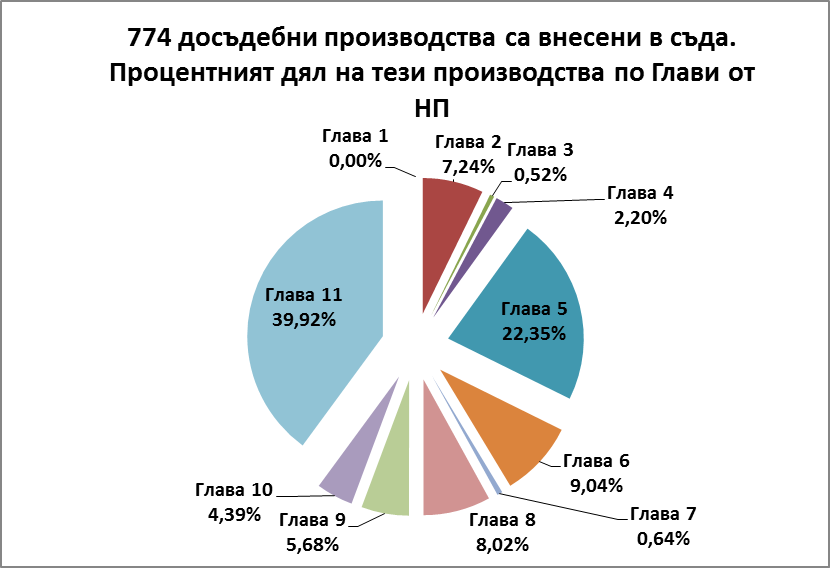 774 досъдебни производства са внесени в съда.
Процентният дял на тези производства по Глави от
НП
Глава 1
0,00%
Глава 2
7,24%
Глава 3
0,52%
Глава 4
2,20%
Глава 5
22,35%
Глава 6
9,04%
Глава 7
0,64%
Глава 8
8,02%
Глава 9
5,68%
Глава 10
4,39%
Глава 11
39,92%